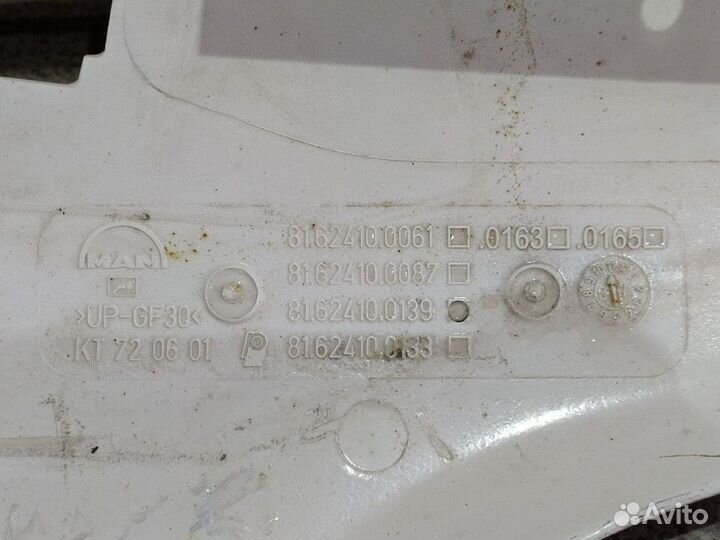 MAN
81.62410.0061 .0163 .0165
81.62410.0087
>UP-GF30< 81.62410.0139
KT 72 06 01 81.62410.0133
Avito